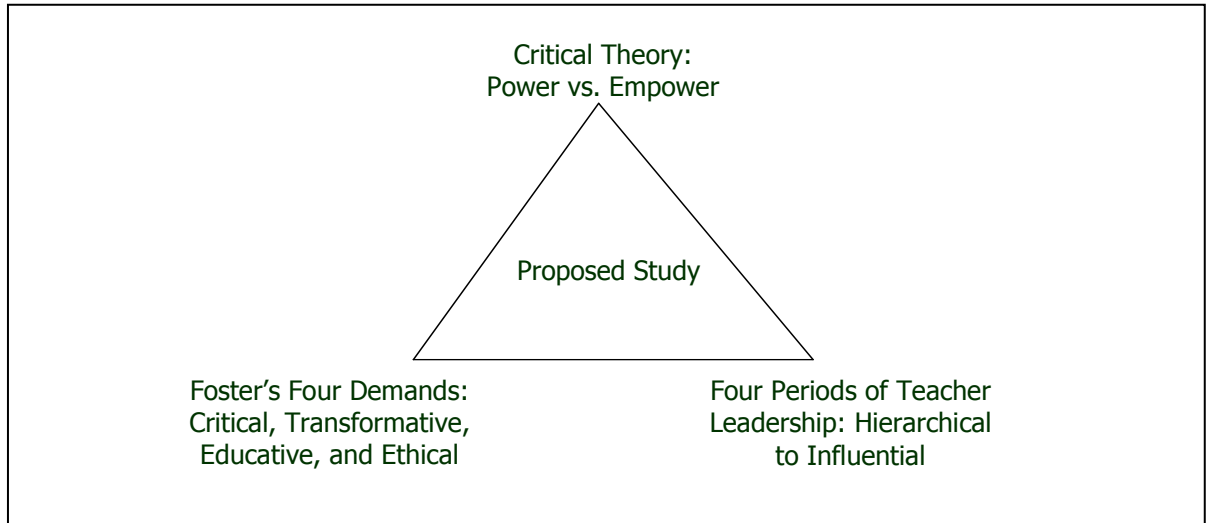 Critical Theory:
Power vs. Empower
Proposed Study
Foster’s Four Demands:
Critical, Transformative,
Educative, and Ethical
Four Periods of Teacher
Leadership: Hierarchical
to Influential